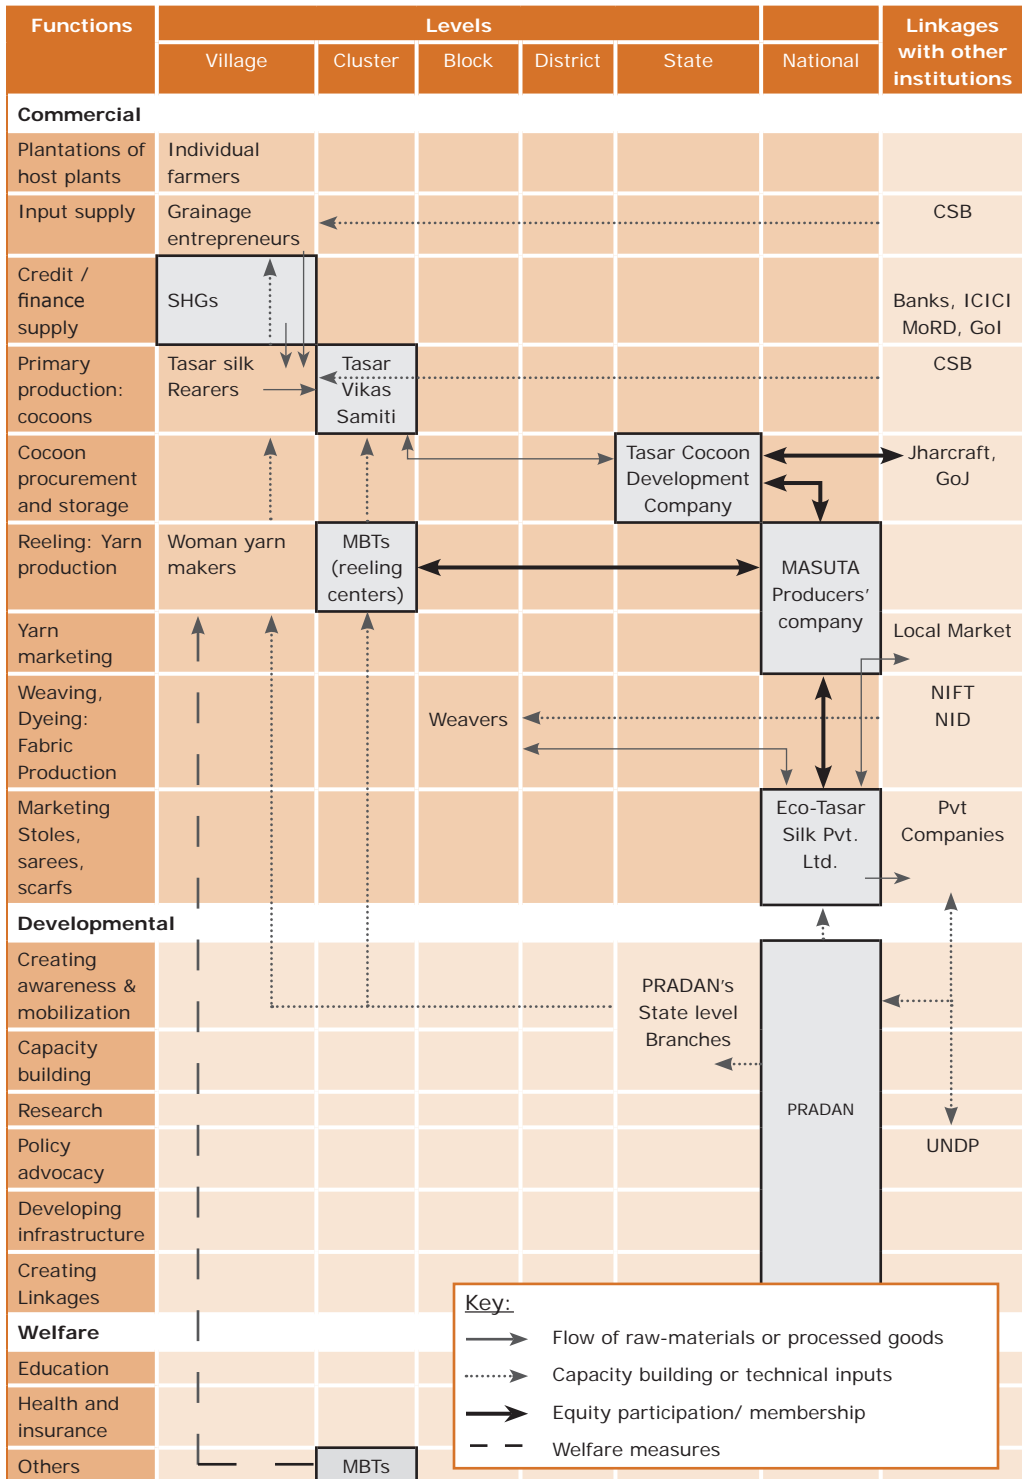 Functions
Levels
Linkages
with other
institutions
Village
Cluster
Block
District
State
National
Commercial
Plantations of
host plants
Individual
farmers
Input supply
Grainage
entrepreneurs
CSB
Credit /
finance
supply
SHGs
Banks, ICICI
MoRD, GoI
Primary
production:
cocoons
Tasar silk
Rearers
Tasar
Vikas
Samiti
CSB
Cocoon
procurement
and storage
Tasar Cocoon
Development
Company
Jharcraft,
GoJ
Reeling: Yarn
production
Woman yarn
makers
MBTs
(reeling
centers)
MASUTA
Producers'
company
Yarn
marketing
Local Market
Weaving,
Dyeing:
Fabric
Production
Weavers
NIFT
NID
Marketing
Stoles,
sarees,
scarfs
Eco-Tasar
Silk Pvt.
Ltd.
Pvt
Companies
Developmental
Creating
awareness &
mobilization
PRADAN's
State level
Branches
Capacity
building
Research
PRADAN
Policy
advocacy
UNDP
Developing
infrastructure
Creating
Linkages
Welfare
Education
Health and
insurance
Others
MBTs
Key:
Flow of raw-materials or processed goods
Capacity building or technical inputs
Equity participation/ membership
Welfare measures